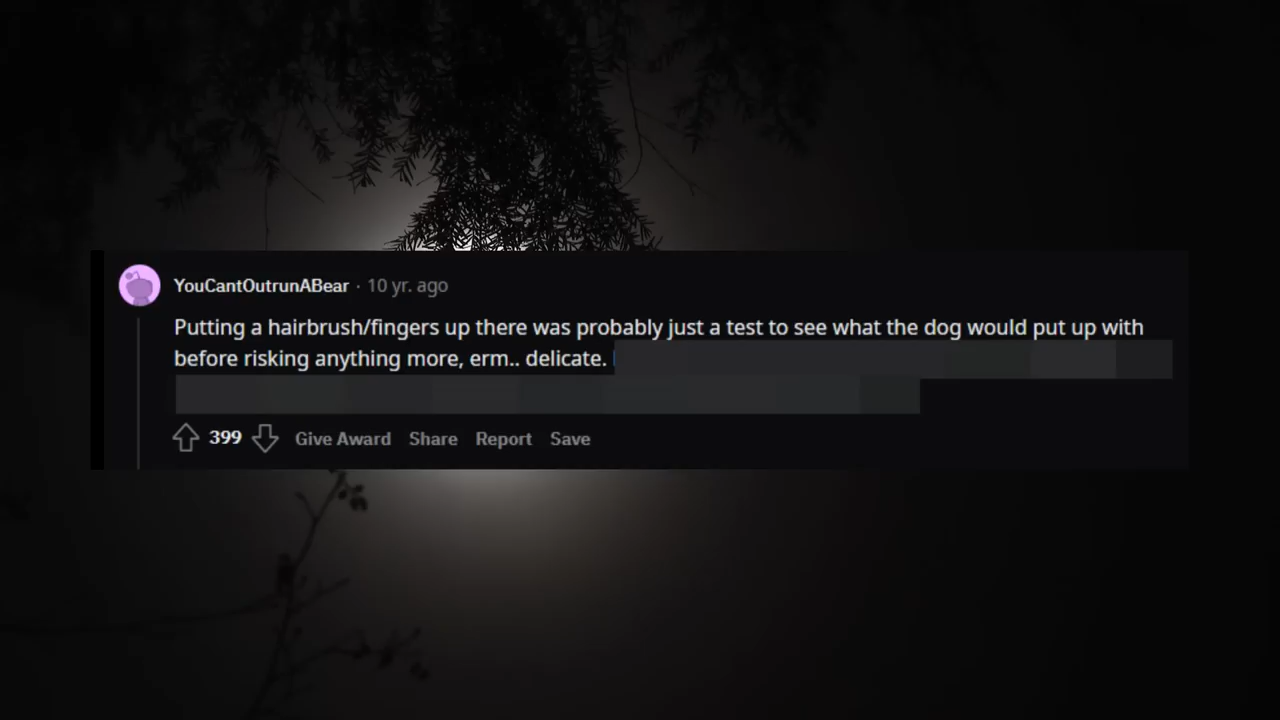 YouCantOutrunABear · 10 yr. ago
Putting a hairbrush/fingers up there was probably just a test to see what the dog would put up with
before risking anything more, erm.. delicate.
399 Give Award Share Report Save